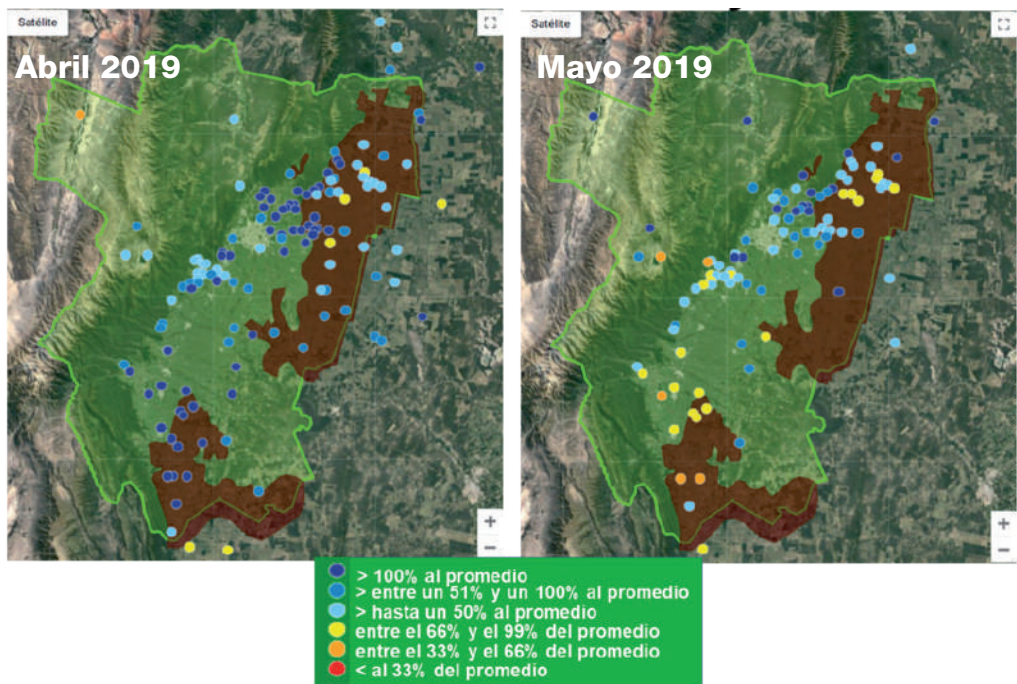 Satélite
Satélite
Abril 2019
Mayo 2019
+
−
+
−
> 100% al promedio
> entre un 51% y un 100% al promedio
> hasta un 50% al promedio
entre el 66% y el 99% del promedio
entre el 33% y el 66% del promedio
< al 33% del promedio